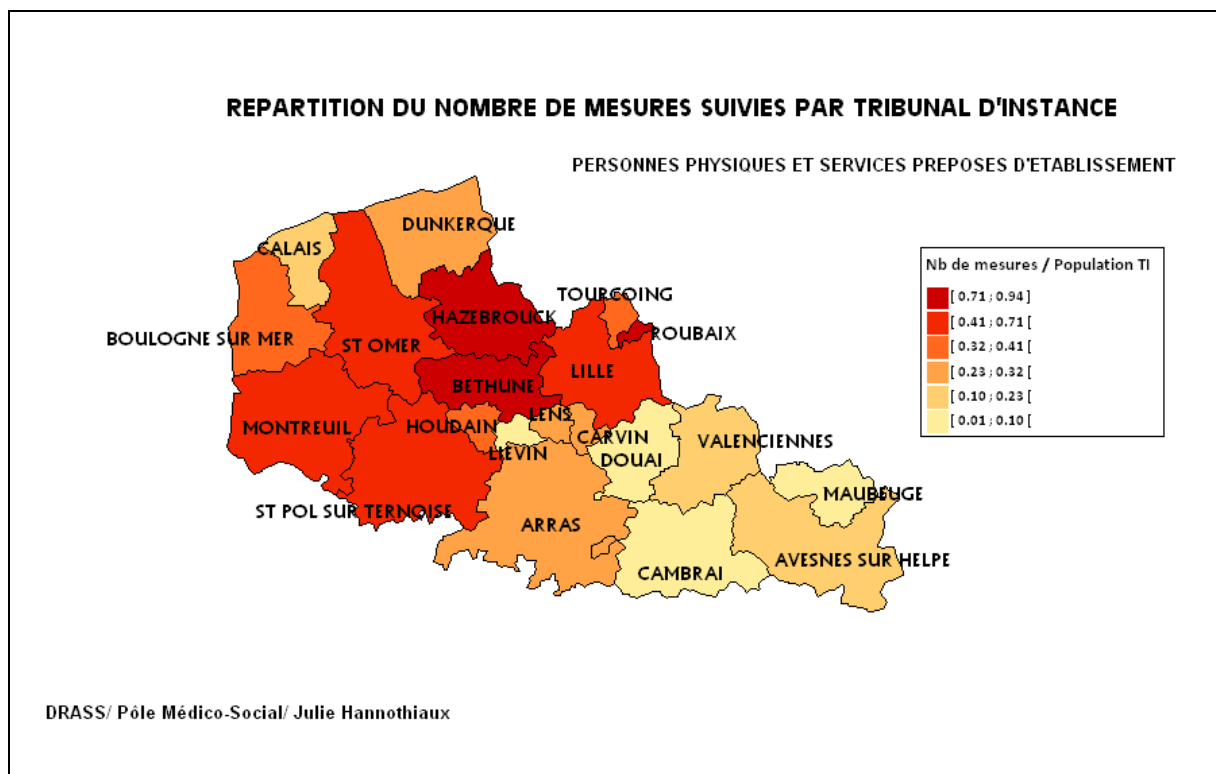 REPARTITION DU NOMBRE DE MESURES SUIVIES PAR TRIBUNAL D'INSTANCE
PERSONNES PHYSIQUES ET SERVICES PREPOSES D'ETABLISSEMENT
DUNKERQUE
CALAIS
TOURCOING
HAZEBROUCK
ROUBAIX
BOULOGNE SUR MER
ST OMER
LILLE
BETHUNE
MONTREUIL
HOUDAIN
LENS
CARVIN
LIEVIN
DOUAI
VALENCIENNES
MAUBEUGE
ST POL SUR TERNOISE
ARRAS
AVESNES SUR HELPE
CAMBRAI
Nb de mesures / Population TI
[ 0.71 ; 0.94 ]
[ 0.41 ; 0.71 [
[ 0.32 ; 0.41 [
[ 0.23 ; 0.32 [
[ 0.10 ; 0.23 [
[ 0.01 ; 0.10 [
DRASS/ Pôle Médico-Social/ Julie Hannothiaux